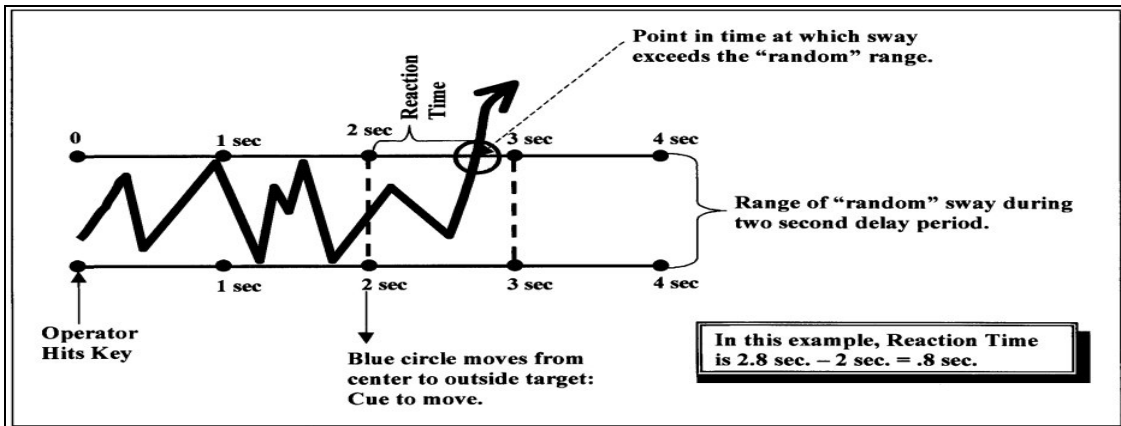 Point in time at which sway
exceeds the “random” range.
Reaction
Time
0
1 sec
2 sec
3 sec
4 sec
Range of “random” sway during
two second delay period.
1 sec
2 sec
3 sec
4 sec
Operator
Hits Key
Blue circle moves from
center to outside target:
Cue to move.
In this example, Reaction Time
is 2.8 sec. – 2 sec. = .8 sec.